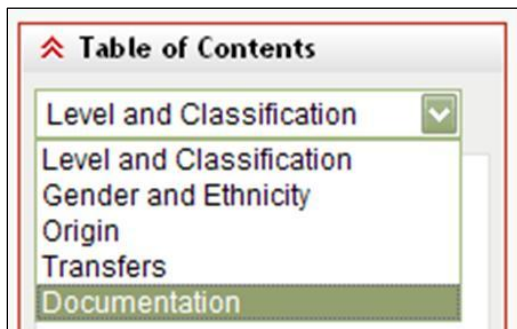 Table of Contents
Level and Classification
Level and Classification
Gender and Ethnicity
Origin
Transfers
Documentation